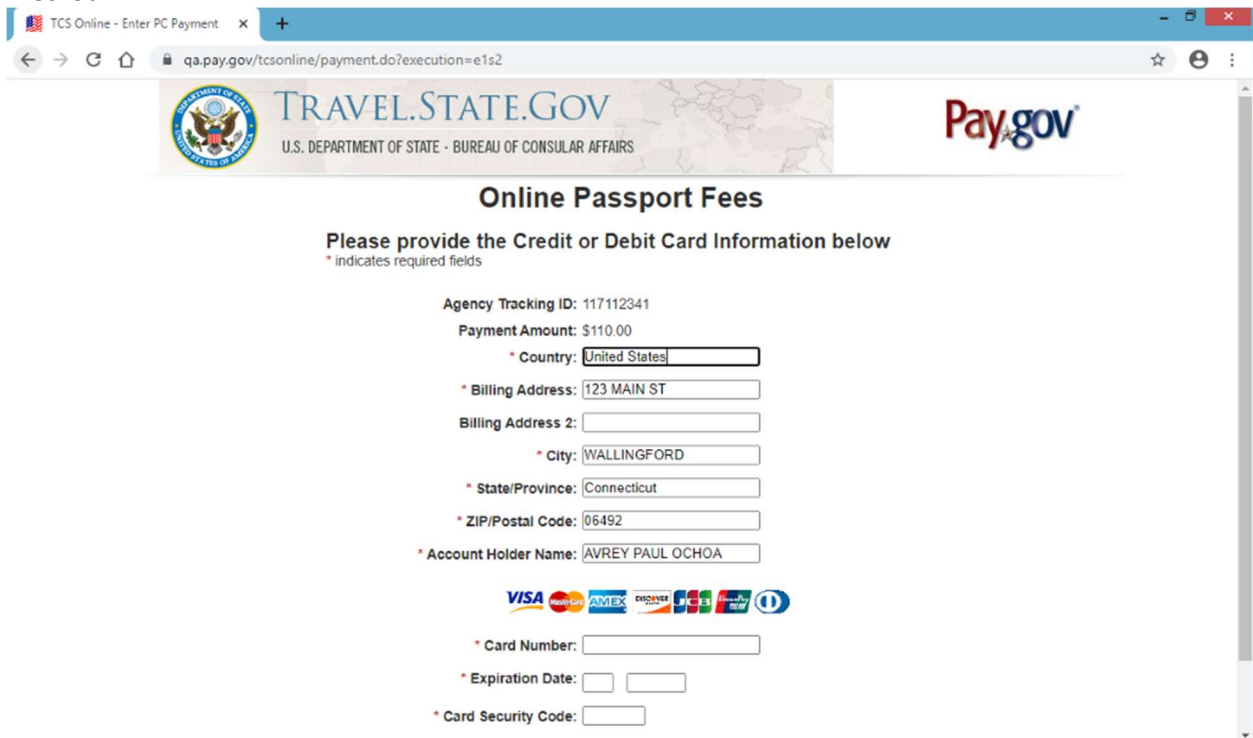 TCS Online - Enter PC Payment
qa.pay.gov/tcsonline/payment.do?execution=e1s2
TRAVEL.STATE.GOV
U.S. DEPARTMENT OF STATE - BUREAU OF CONSULAR AFFAIRS
Pay.gov
Online Passport Fees
Please provide the Credit or Debit Card Information below
* indicates required fields
Agency Tracking ID: 117112341
Payment Amount: $110.00
* Country: United States
* Billing Address: 123 MAIN ST
Billing Address 2:
* City: WALLINGFORD
* State/Province: Connecticut
* ZIP/Postal Code: 06492
* Account Holder Name: AVREY PAUL OCHOA
VISA MasterCard AMEX DISCOVER JCB UnionPay
* Card Number:
* Expiration Date:
* Card Security Code: